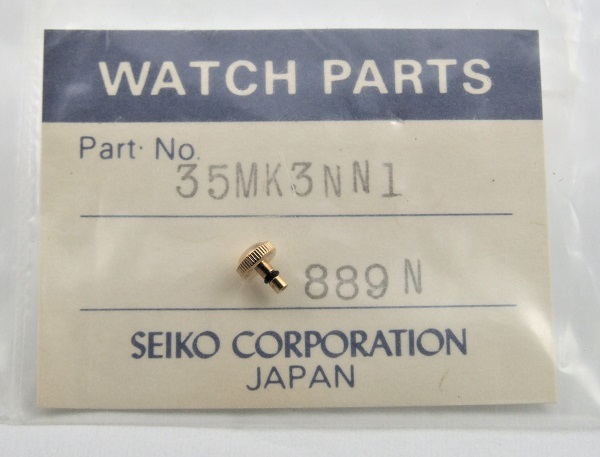 WATCH PARTS
Part No.
35MK3NN1
889N
SEIKO CORPORATION
JAPAN